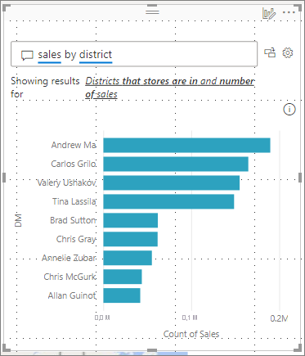 sales by district
Showing results for
Districts that stores are in and number of sales
Andrew Ma
Carlos Grilo
Valery Ushakov
Tina Lassila
Brad Sutton
Chris Gray
Annelie Zubar
Chris McGurk
Allan Guinot
DM
0.0M
0.1M
0.2M
Count of Sales